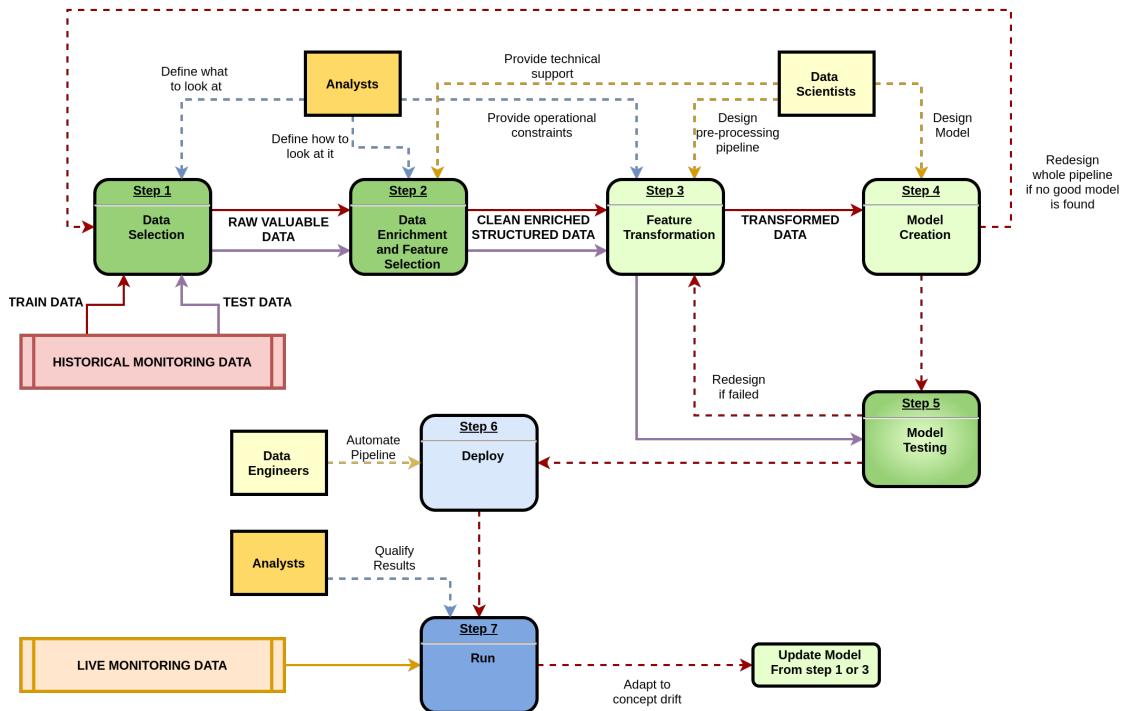 Define what
to look at
Analysts
Provide technical
support
Data
Scientists
Define how to
look at it
Provide operational
constraints
Design
pre-processing
pipeline
Design
Model
Redesign
whole pipeline
if no good model
is found
Step 1
Data
Selection
RAW VALUABLE
DATA
Step 2
Data
Enrichment
and Feature
Selection
CLEAN ENRICHED
STRUCTURED DATA
Step 3
Feature
Transformation
TRANSFORMED
DATA
Step 4
Model
Creation
TRAIN DATA
TEST DATA
HISTORICAL MONITORING DATA
Redesign
if failed
Step 5
Model
Testing
Data
Engineers
Automate
Pipeline
Step 6
Deploy
Analysts
Qualify
Results
LIVE MONITORING DATA
Step 7
Run
Adapt to
concept drift
Update Model
From step 1 or 3